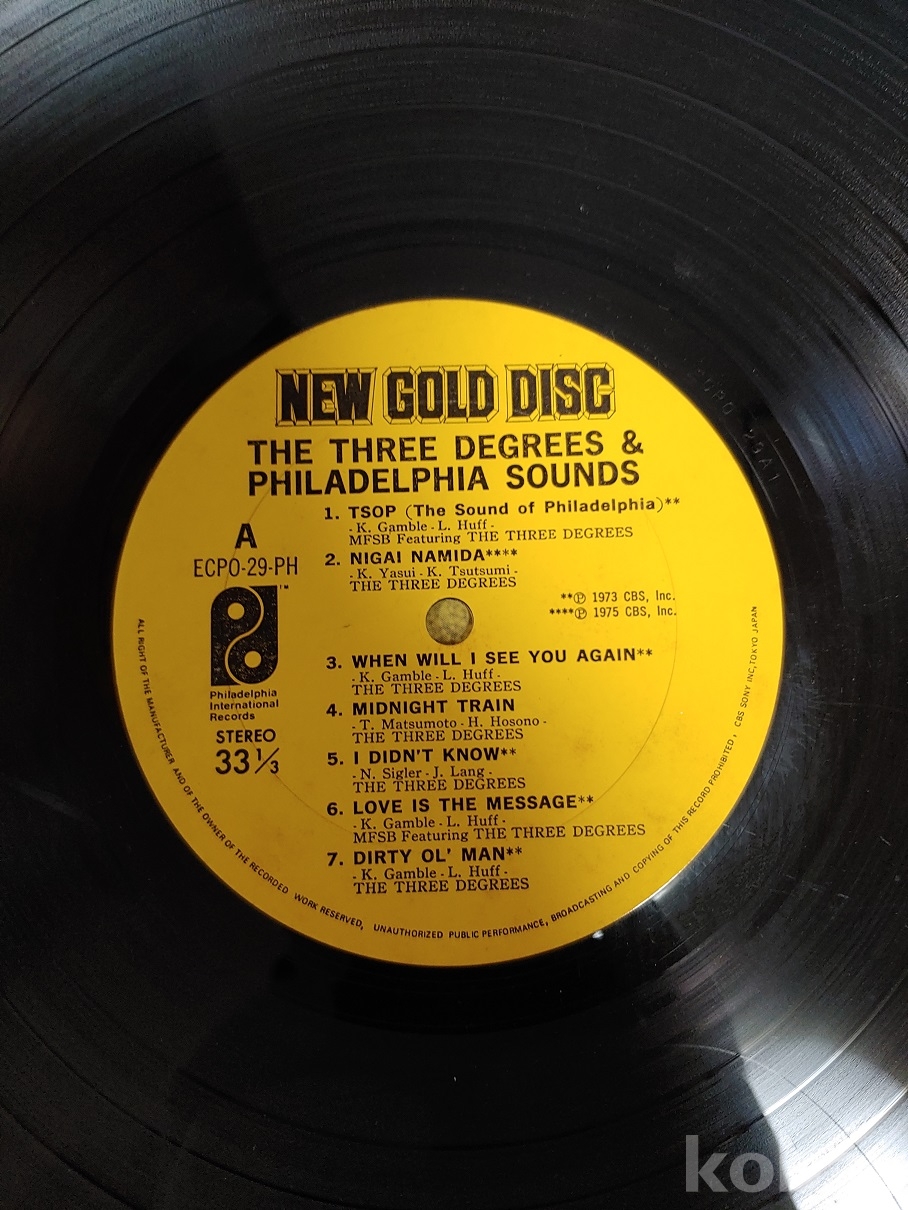 NEW GOLD DISC
THE THREE DEGREES &
PHILADELPHIA SOUNDS
A
ECPO-29-PH
™
Philadelphia
International
Records
STEREO
33 1/3
1. TSOP (The Sound of Philadelphia)**
- K. Gamble - L. Huff -
MFSB Featuring THE THREE DEGREES
2. NIGAI NAMIDA****
- K. Yasui - K. Tsutsumi -
THE THREE DEGREES
**Ⓟ 1973 CBS, Inc.
****Ⓟ 1975 CBS, Inc.
3. WHEN WILL I SEE YOU AGAIN**
- K. Gamble - L. Huff -
THE THREE DEGREES
4. MIDNIGHT TRAIN
- T. Matsumoto - H. Hosono -
THE THREE DEGREES
5. I DIDN'T KNOW**
- N. Sigler - J. Lang -
THE THREE DEGREES
6. LOVE IS THE MESSAGE**
- K. Gamble - L. Huff -
MFSB Featuring THE THREE DEGREES
7. DIRTY OL' MAN**
- K. Gamble - L. Huff -
THE THREE DEGREES
ALL RIGHT OF THE MANUFACTURER AND OF THE OWNER OF THE RECORDED WORK RESERVED, UNAUTHORIZED PUBLIC PERFORMANCE, BROADCASTING AND COPYING OF THIS RECORD PROHIBITED, CBS SONY INC, TOKYO JAPAN